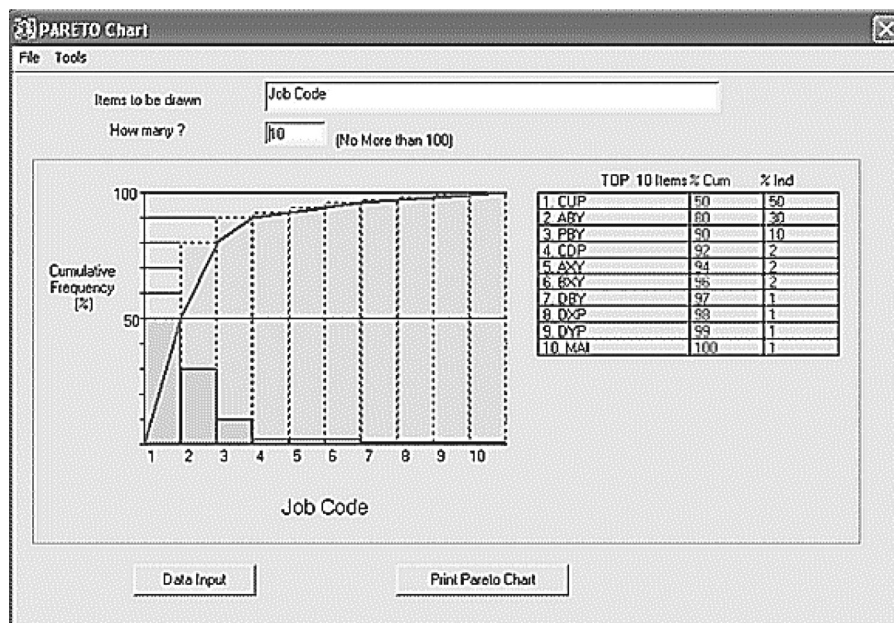 PARETO Chart
File Tools
Items to be drawn Job Code
How many ? 10 (No More than 100)
TOP 10 Items % Cum % Ind
1. CUP 50 50
2. ABY 80 30
3. PBY 90 10
4. CDP 92 2
5. AXY 94 2
6. BXY 96 2
7. DBY 97 1
8. DXP 98 1
9. DYP 99 1
10. MAI 100 1
100
Cumulative
Frequency
(%)
50
1 2 3 4 5 6 7 8 9 10
Job Code
Data Input Print Pareto Chart